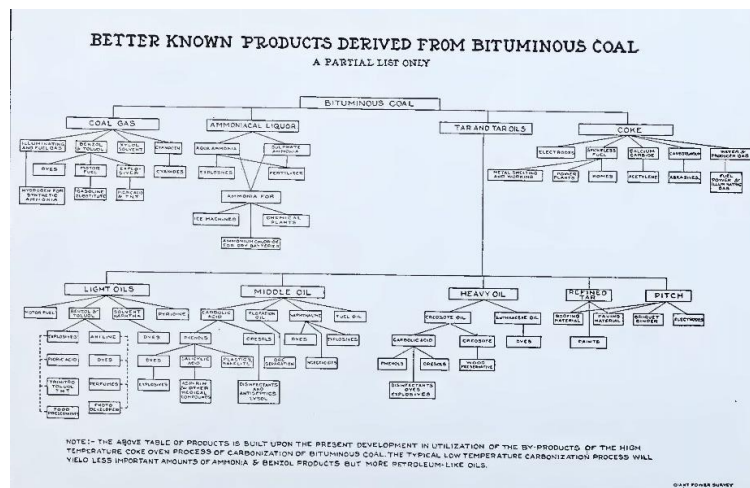 BETTER KNOWN PRODUCTS DERIVED FROM BITUMINOUS COAL
A PARTIAL LIST ONLY
BITUMINOUS COAL
COAL GAS
AMMONIACAL LIQUOR
TAR AND TAR OILS
COKE
ILLUMINATING
AND FUEL GAS
BENZOL
& TOLUOL
XYLOL
SOLVENT
CYANOGEN
AQUA AMMONIA
SULPHATE
AMMONIA
ELECTRODES
SMOKELESS
FUEL
CALCIUM
CARBIDE
CARBORUNDUM
WATER &
PRODUCER GAS
DYES
MOTOR
FUEL
EXPLO-
SIVES
CYANIDES
EXPLOSIVES
FERTILISER
METAL SMELTING
AND WORKING
POWER
PLANTS
HOMES
ACETYLENE
ABRASIVES
FUEL
POWER &
ILLUMINATING
GAS
HYDROGEN FOR
SYNTHETIC
AMMONIA
GASOLINE
SUBSTITUTE
PICRIC ACID
& T.N.T.
AMMONIA FOR
ICE MACHINES
CHEMICAL
PLANTS
AMMONIUM CHLORIDE
FOR DRY BATTERIES
LIGHT OILS
MIDDLE OIL
HEAVY OIL
REFINED
TAR
PITCH
MOTOR FUEL
BENZOL &
TOLUOL
SOLVENT
NAPHTHA
PYRIDINE
CARBOLIC
ACID
FLOTATION
OIL
NAPHTHALINE
FUEL OIL
CREOSOTE OIL
ANTHRACENE OIL
ROOFING
MATERIAL
PAVING
MATERIAL
BRIQUET
BINDER
ELECTRODES
EXPLOSIVES
ANILINE
DYES
PHENOLS
CRESOLS
DYES
EXPLOSIVES
CARBOLIC ACID
CREOSOTE
DYES
PAINTS
PICRIC ACID
DYES
DYES
SALICYLIC
ACID
PLASTICS
BAKELITE
ORE
SEPARATION
INSECTICIDES
PHENOLS
CRESOLS
WOOD
PRESERVATIVE
TRINITRO
TOLUOL
T.N.T.
PERFUMES
EXPLOSIVES
ASPIRIN
& OTHER
MEDICAL
COMPOUNDS
DISINFECTANTS
AND
ANTISEPTICS
LYSOL
DISINFECTANTS
DYES
EXPLOSIVES
FOOD
PRESERVATIVE
PHOTO
DEVELOPER
NOTE:- THE ABOVE TABLE OF PRODUCTS IS BUILT UPON THE PRESENT DEVELOPMENT IN UTILIZATION OF THE BY-PRODUCTS OF THE HIGH
TEMPERATURE COKE OVEN PROCESS OF CARBONIZATION OF BITUMINOUS COAL. THE TYPICAL LOW TEMPERATURE CARBONIZATION PROCESS WILL
YIELD LESS IMPORTANT AMOUNTS OF AMMONIA & BENZOL PRODUCTS BUT MORE PETROLEUM-LIKE OILS.
GIANT POWER SURVEY